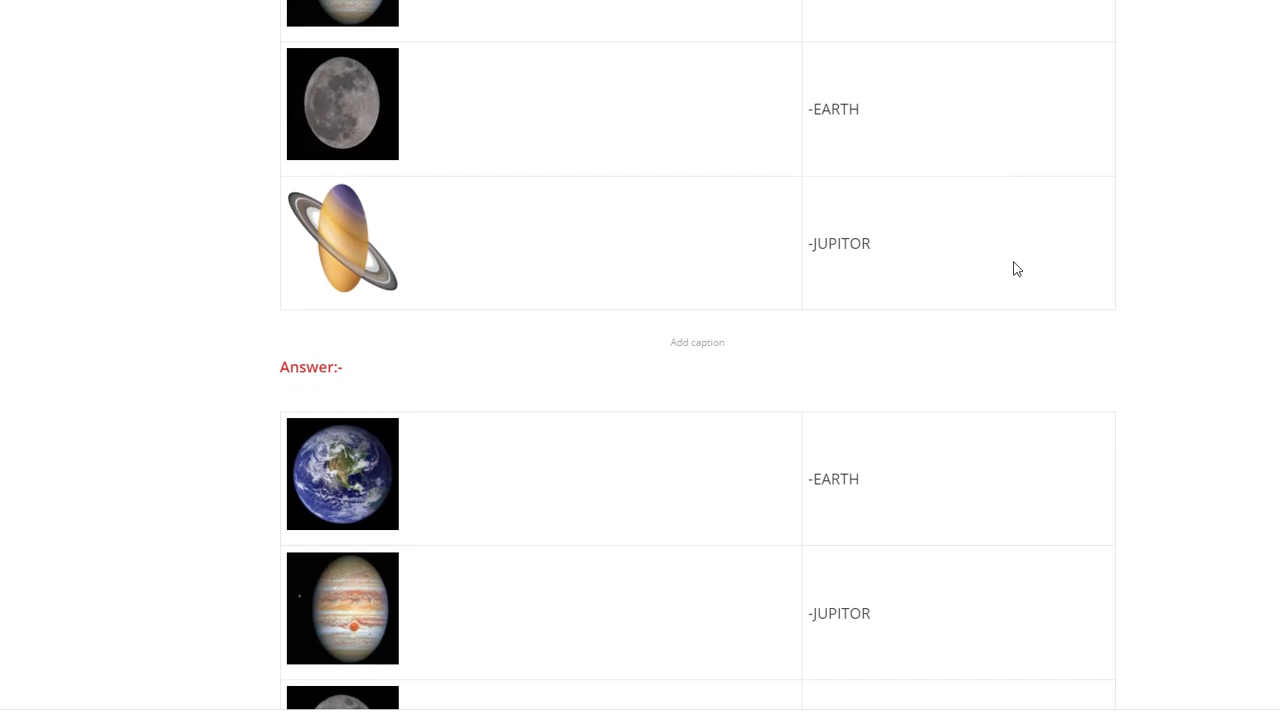 -EARTH
-JUPITOR
Add caption
Answer:-
-EARTH
-JUPITOR